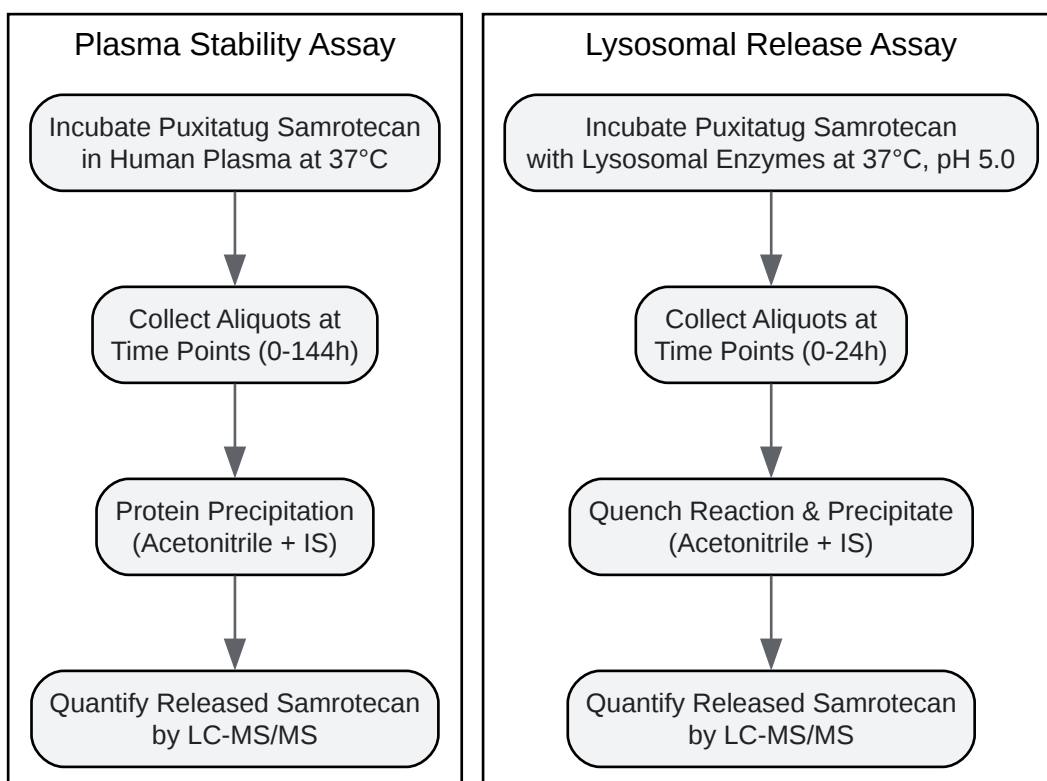 Plasma Stability Assay
Incubate Puxitatug Samrotecan
in Human Plasma at 37°C
Collect Aliquots at
Time Points (0-144h)
Protein Precipitation
(Acetonitrile + IS)
Quantify Released Samrotecan
by LC-MS/MS
Lysosomal Release Assay
Incubate Puxitatug Samrotecan
with Lysosomal Enzymes at 37°C, pH 5.0
Collect Aliquots at
Time Points (0-24h)
Quench Reaction & Precipitate
(Acetonitrile + IS)
Quantify Released Samrotecan
by LC-MS/MS